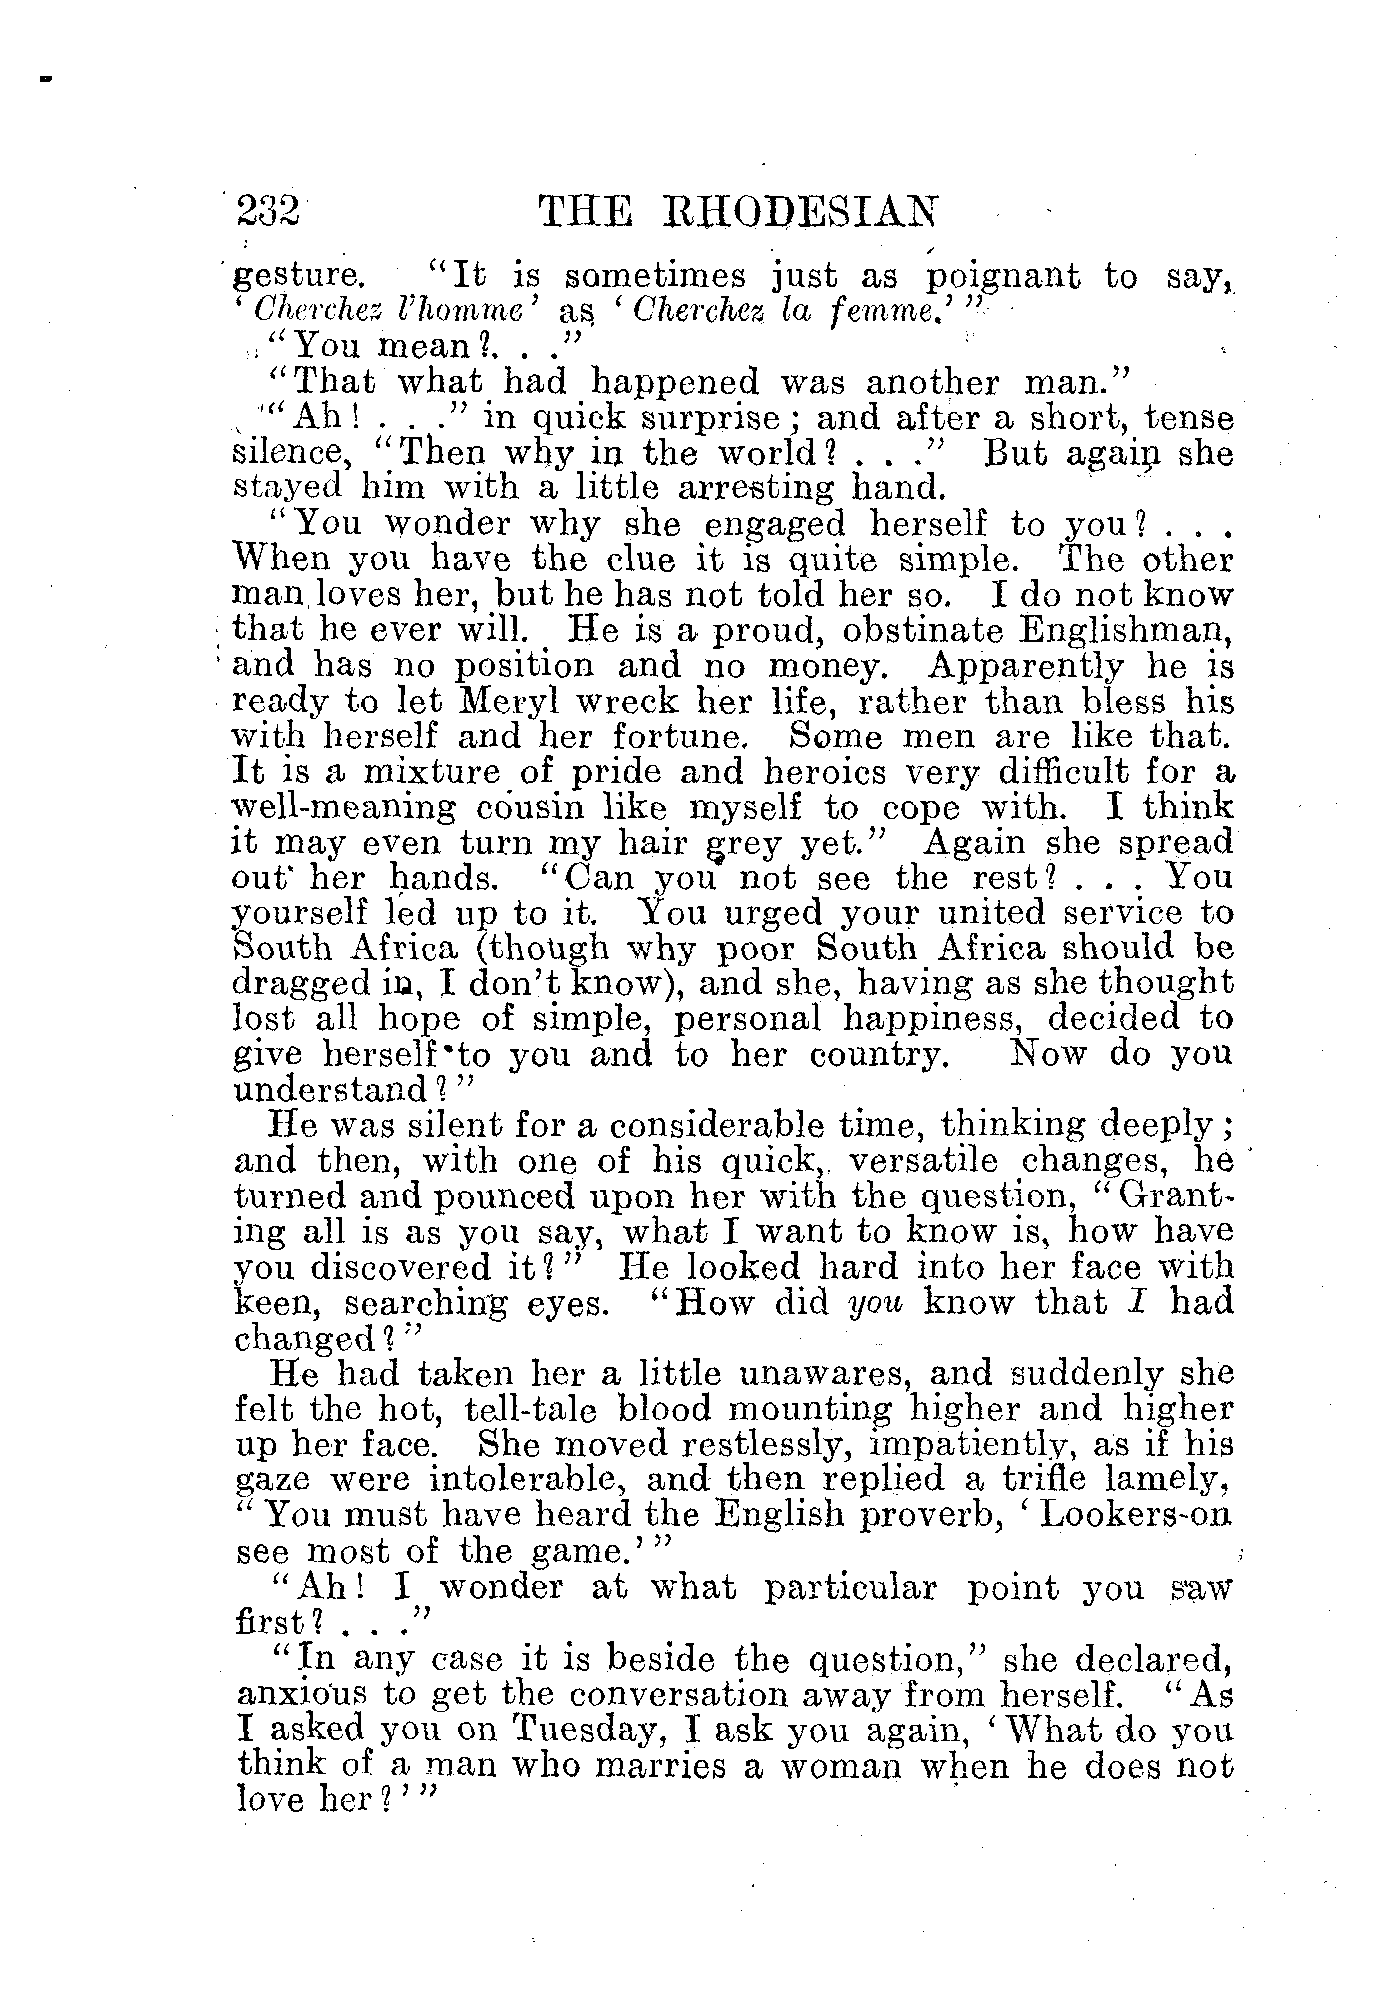 232 THE RHODESIAN
gesture. "It is sometimes just as poignant to say,
'Cherchez l'homme' as 'Cherchez la femme.'"
"You mean?. . ."
"That what had happened was another man."
"Ah! . . ." in quick surprise; and after a short, tense
silence, "Then why in the world? . . ." But again she
stayed him with a little arresting hand.
"You wonder why she engaged herself to you? . . .
When you have the clue it is quite simple. The other
man loves her, but he has not told her so. I do not know
that he ever will. He is a proud, obstinate Englishman,
and has no position and no money. Apparently he is
ready to let Meryl wreck her life, rather than bless his
with herself and her fortune. Some men are like that.
It is a mixture of pride and heroics very difficult for a
well-meaning cousin like myself to cope with. I think
it may even turn my hair grey yet." Again she spread
out her hands. "Can you not see the rest? . . . You
yourself led up to it. You urged your united service to
South Africa (though why poor South Africa should be
dragged in, I don't know), and she, having as she thought
lost all hope of simple, personal happiness, decided to
give herself to you and to her country. Now do you
understand?"
He was silent for a considerable time, thinking deeply;
and then, with one of his quick, versatile changes, he
turned and pounced upon her with the question, "Grant-
ing all is as you say, what I want to know is, how have
you discovered it?" He looked hard into her face with
keen, searching eyes. "How did you know that I had
changed?"
He had taken her a little unawares, and suddenly she
felt the hot, tell-tale blood mounting higher and higher
up her face. She moved restlessly, impatiently, as if his
gaze were intolerable, and then replied a trifle lamely,
"You must have heard the English proverb, 'Lookers-on
see most of the game.'"
"Ah! I wonder at what particular point you saw
first? . . ."
"In any case it is beside the question," she declared,
anxious to get the conversation away from herself. "As
I asked you on Tuesday, I ask you again, 'What do you
think of a man who marries a woman when he does not
love her?'"